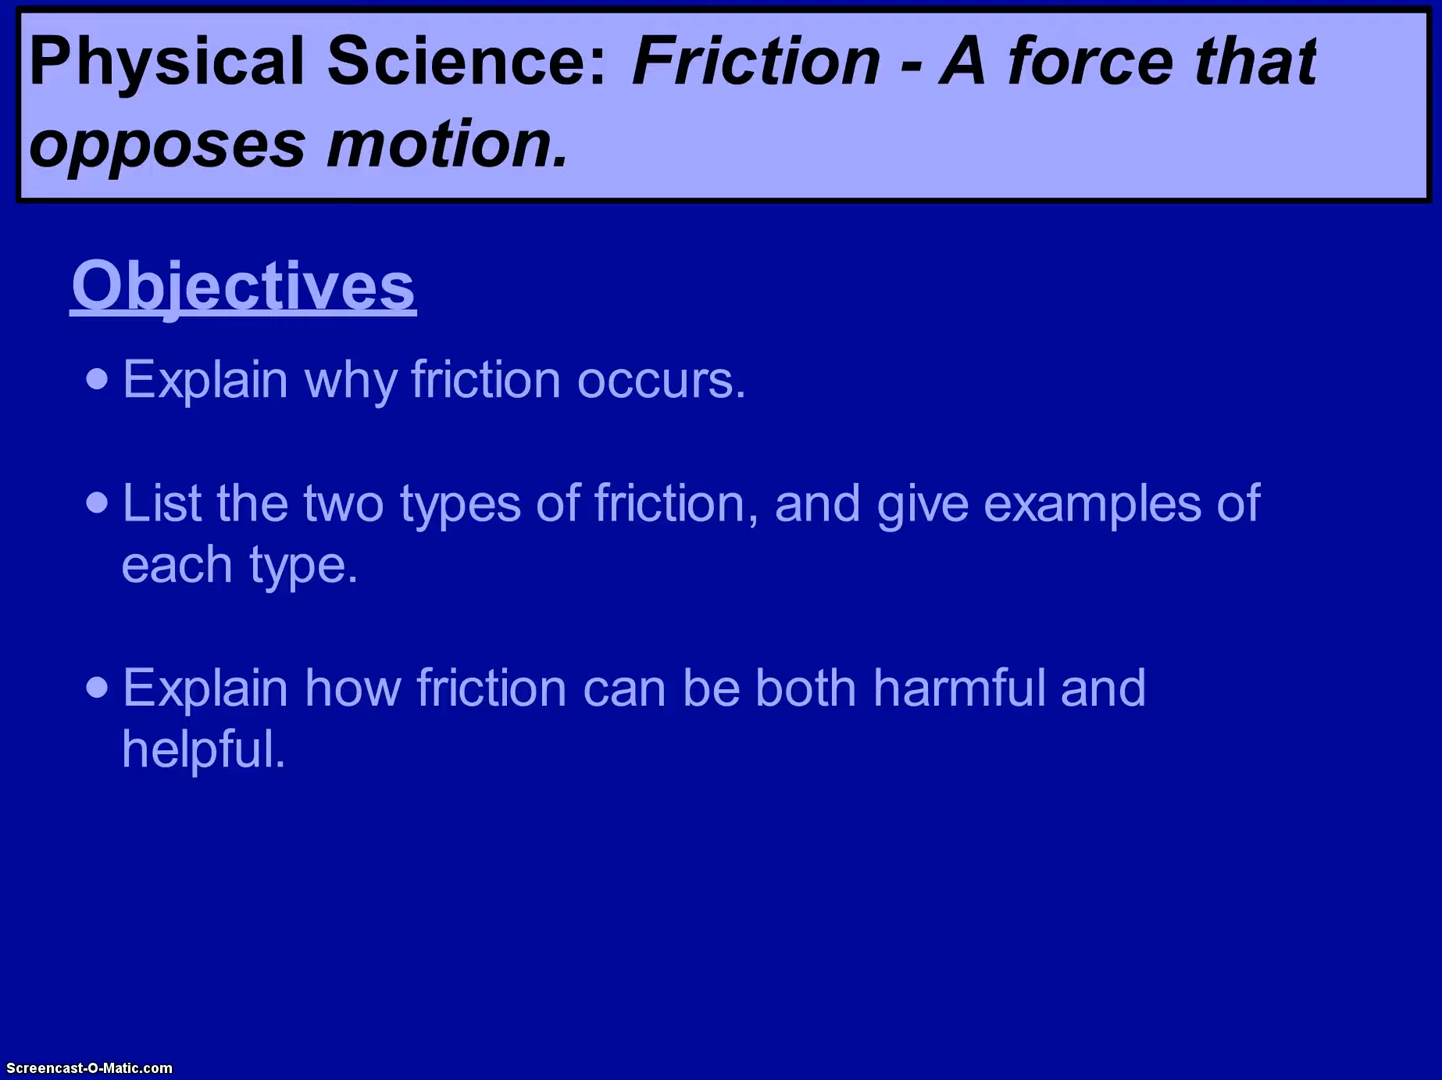 Physical Science: Friction - A force that
opposes motion.
Objectives
• Explain why friction occurs.
• List the two types of friction, and give examples of
each type.
• Explain how friction can be both harmful and
helpful.
Screencast-O-Matic.com